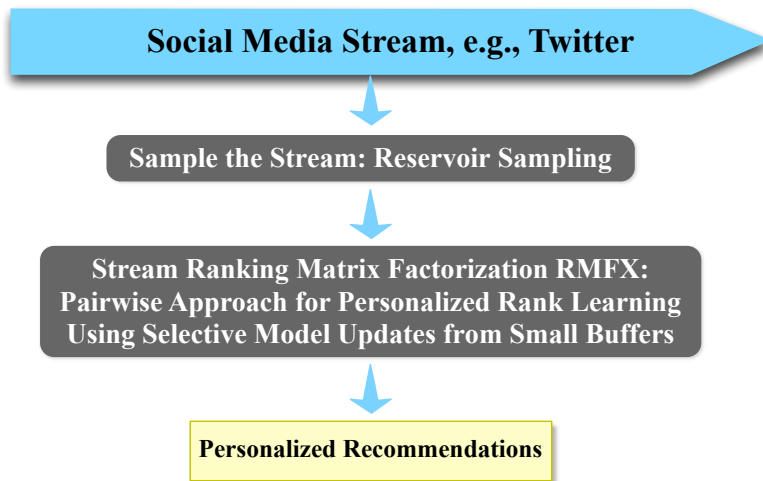 Social Media Stream, e.g., Twitter
Sample the Stream: Reservoir Sampling
Stream Ranking Matrix Factorization RMFX:
Pairwise Approach for Personalized Rank Learning
Using Selective Model Updates from Small Buffers
Personalized Recommendations